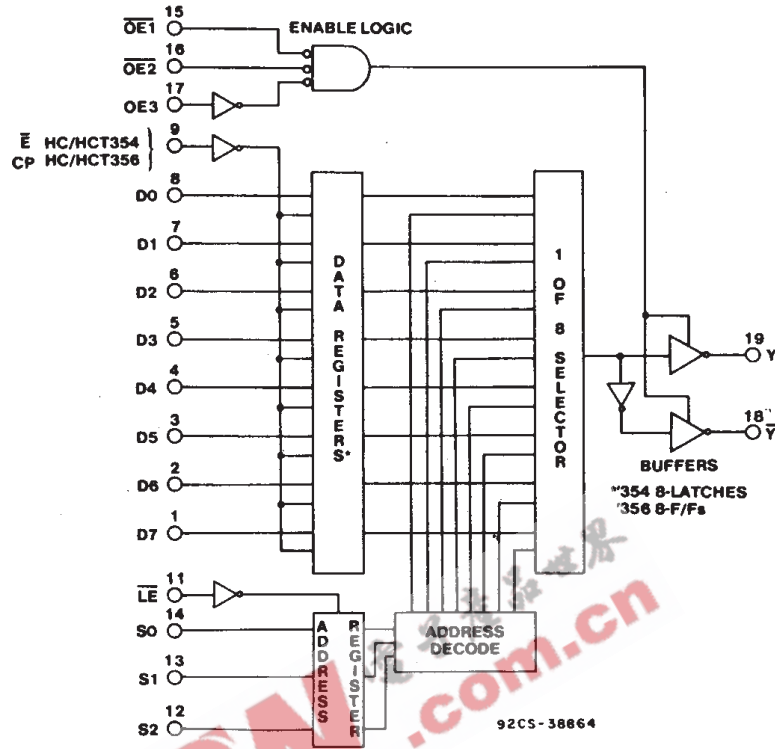 OE1 15
ENABLE LOGIC
OE2 16
OE3 17
E HC/HCT354
CP HC/HCT356
9
D0 8
D1 7
D2 6
D3 5
D4 4
D5 3
D6 2
D7 1
DATA REGISTERS*
1 OF 8 SELECTOR
19 Y
18 Y
BUFFERS
*'354 8-LATCHES
'356 8-F/Fs
LE 11
S0 14
S1 13
S2 12
ADDRESS REGISTER
ADDRESS DECODE
92CS-38864
.com.cn